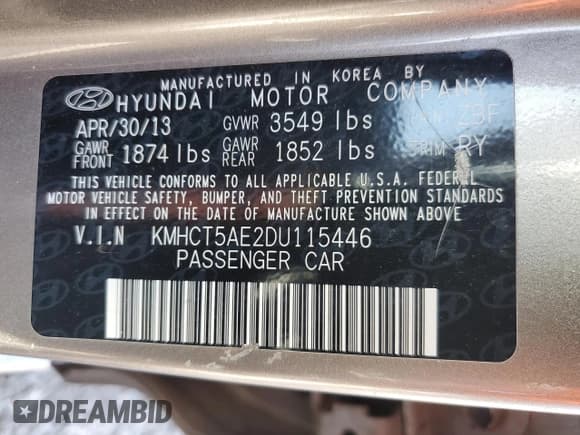 MANUFACTURED IN KOREA BY
HYUNDAI MOTOR COMPANY
APR/30/13 GVWR 3549 lbs
GAWR FRONT 1874 lbs GAWR REAR 1852 lbs TRIM RY
THIS VEHICLE CONFORMS TO ALL APPLICABLE U.S.A. FEDERAL
MOTOR VEHICLE SAFETY, BUMPER, AND THEFT PREVENTION STANDARDS
IN EFFECT ON THE DATE OF MANUFACTURE SHOWN ABOVE
V.I.N KMHCT5AE2DU115446
PASSENGER CAR
DREAMBID